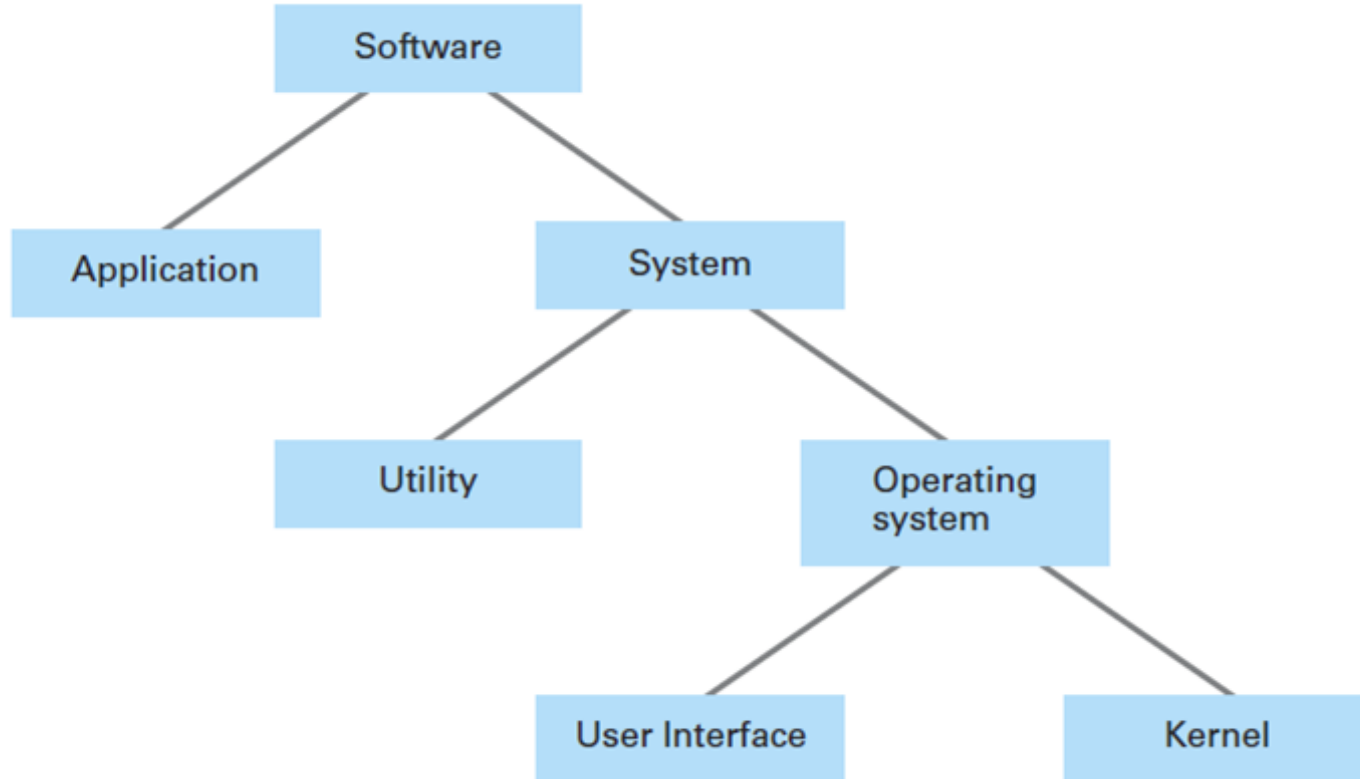 Software
Application
System
Utility
Operating
system
User Interface
Kernel